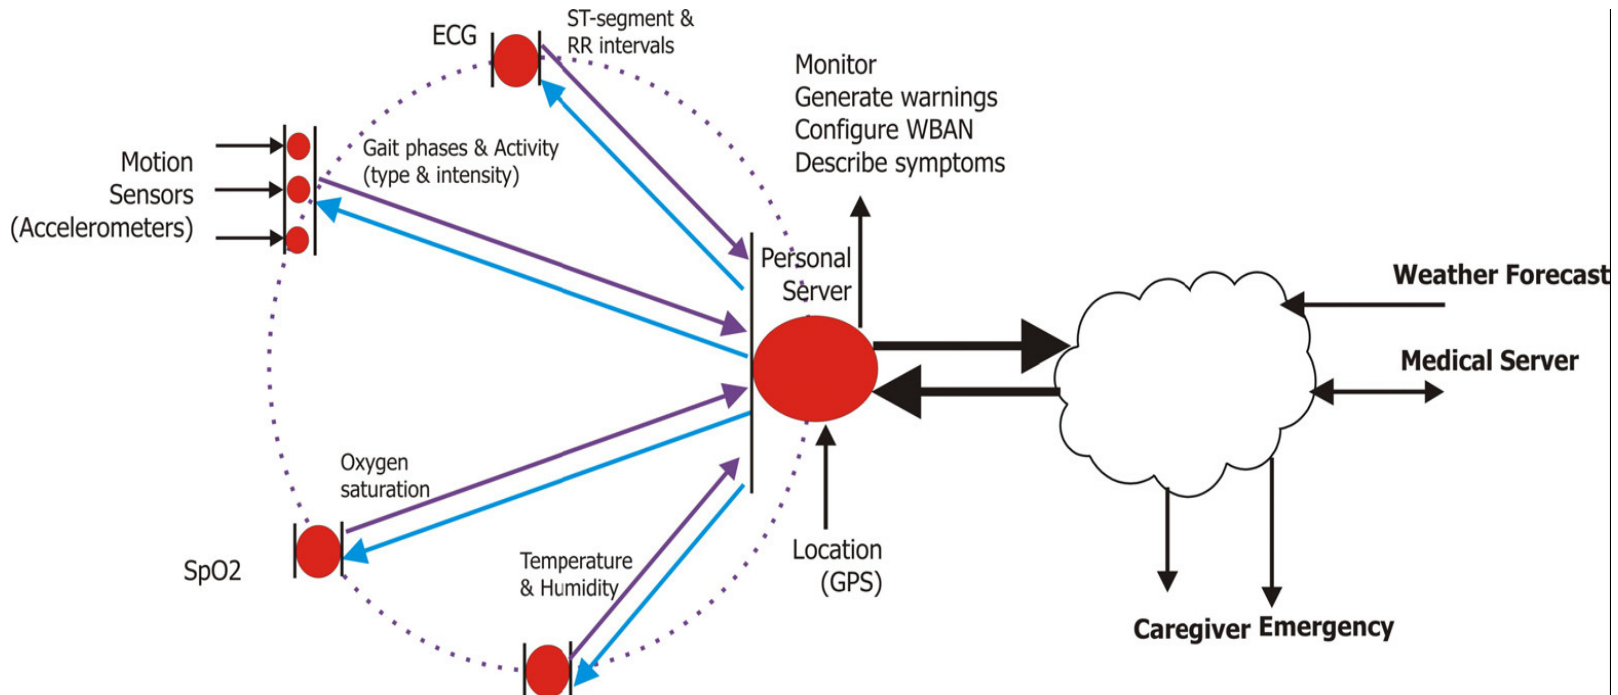 ECG
ST-segment &
RR intervals
Monitor
Generate warnings
Configure WBAN
Describe symptoms
Motion
Sensors
(Accelerometers)
Gait phases & Activity
(type & intensity)
Personal
Server
Weather Forecast
Medical Server
Oxygen
saturation
SpO2
Temperature
& Humidity
Location
(GPS)
Caregiver
Emergency